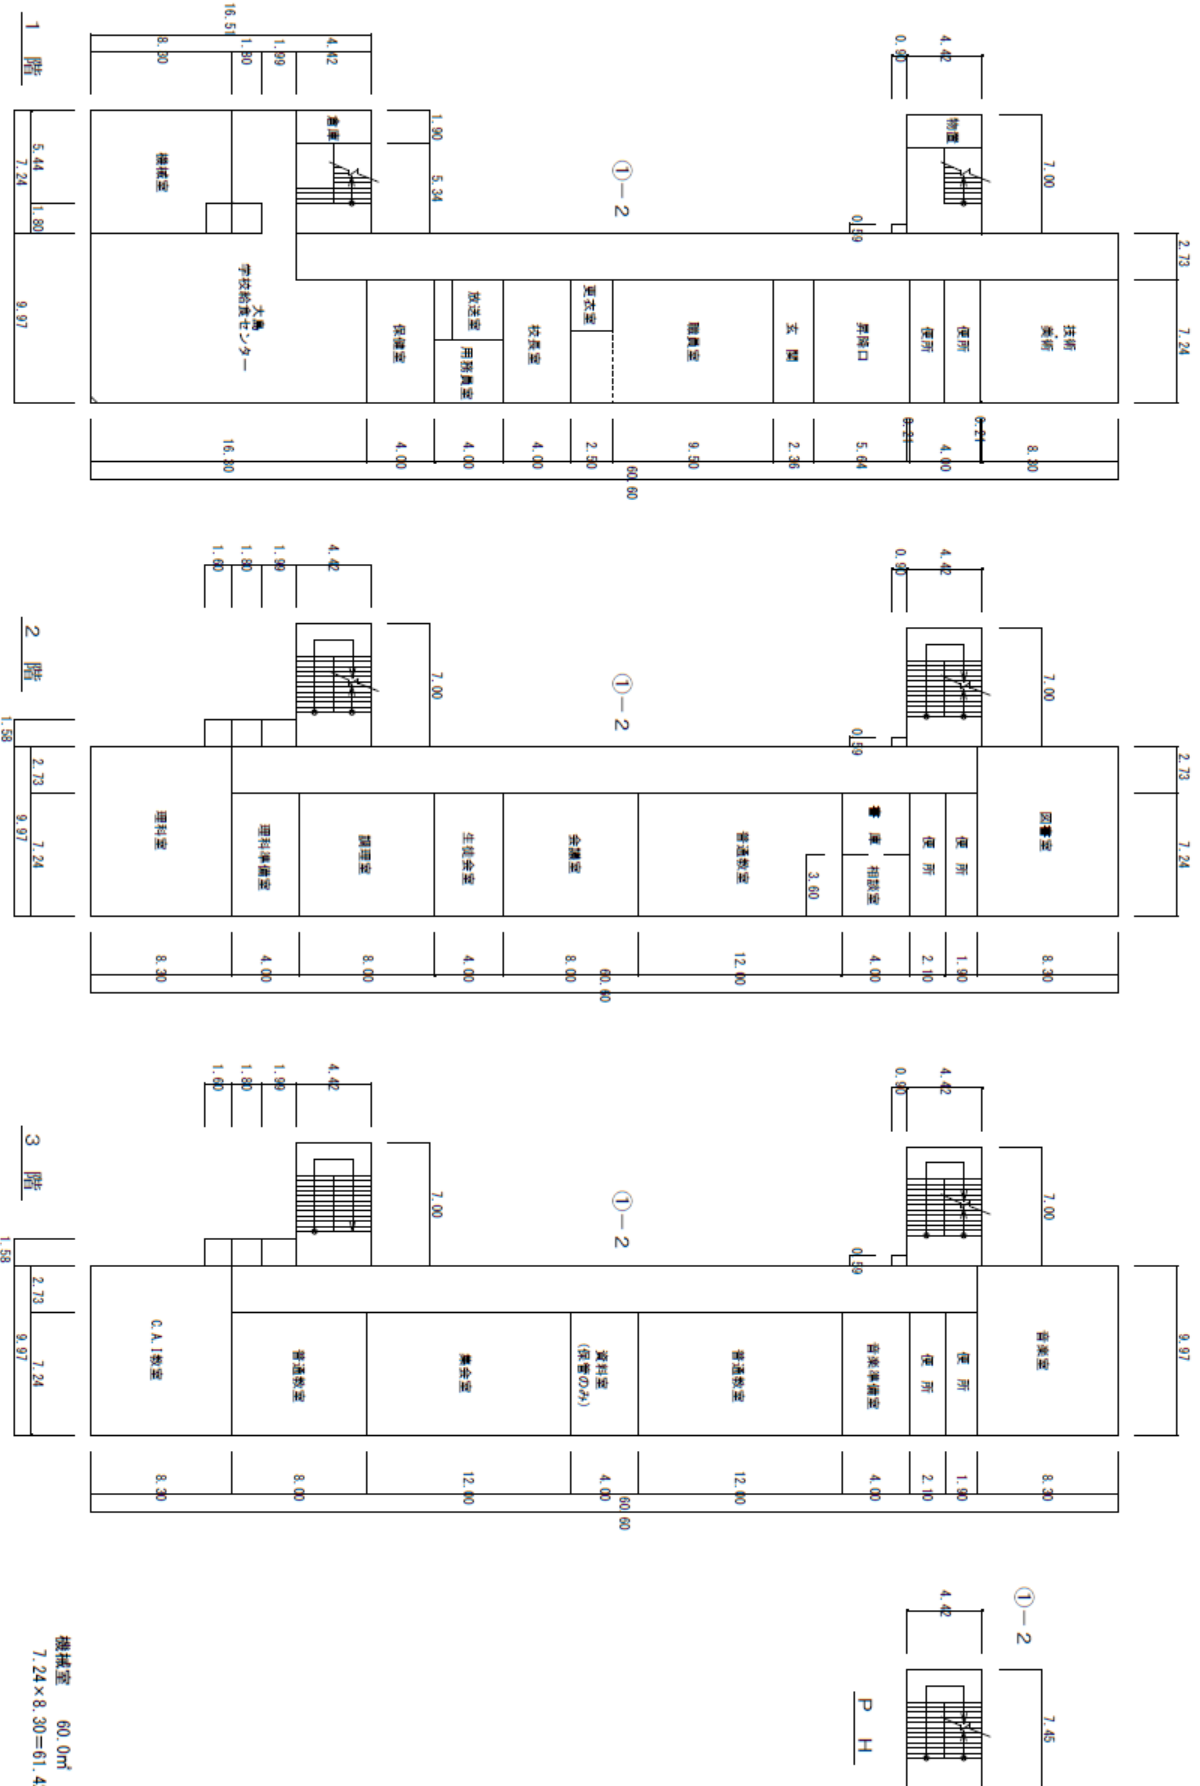 1 階
16.51
8.30
1.80
1.99
4.42
0.90
4.42
倉庫
1.90
5.34
①-2
物置
7.00
0.59
2.73
7.24
機械室
5.44
1.80
7.24
9.97
大島
学校給食センター
保健室
放送室
用務員室
校長室
更衣室
職員室
玄 関
昇降口
便所
便所
技術
美術
16.30
4.00
4.00
4.00
2.50
9.50
2.36
5.64
0.21
4.00
0.21
8.30
60.60
2 階
1.60
1.80
1.99
4.42
0.90
4.42
7.00
①-2
7.00
0.59
2.73
7.24
1.58
2.73
7.24
9.97
理科室
理科準備室
調理室
生徒会室
会議室
普通教室
3.60
書 庫
相談室
便 所
便 所
図書室
8.30
4.00
8.00
4.00
8.00
12.00
4.00
2.10
1.90
8.30
60.60
3 階
1.60
1.80
1.99
4.42
0.90
4.42
7.00
①-2
7.00
0.59
9.97
1.58
2.73
7.24
9.97
C.A.I教室
普通教室
集会室
資料室
(保管のみ)
普通教室
音楽準備室
便 所
便 所
音楽室
8.30
8.00
12.00
4.00
12.00
4.00
2.10
1.90
8.30
60.60
①-2
4.42
7.45
P H
機械室 60.0㎡
7.24×8.30=61.4